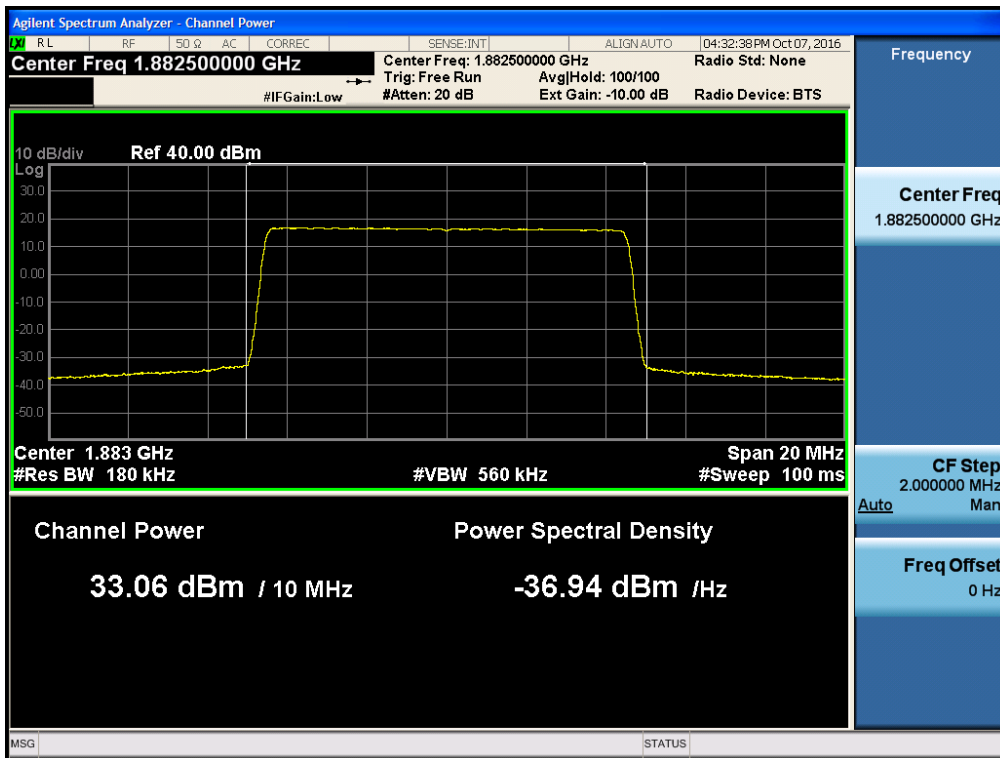 Agilent Spectrum Analyzer - Channel Power
LXI RL RF 50 Ω AC CORREC SENSE:INT ALIGN AUTO 04:32:38 PM Oct 07, 2016
Center Freq 1.882500000 GHz
Center Freq: 1.882500000 GHz Radio Std: None
Trig: Free Run Avg|Hold: 100/100
#IFGain:Low #Atten: 20 dB Ext Gain: -10.00 dB Radio Device: BTS
10 dB/div Ref 40.00 dBm
Log
30.0
20.0
10.0
0.00
-10.0
-20.0
-30.0
-40.0
-50.0
Center 1.883 GHz Span 20 MHz
#Res BW 180 kHz #VBW 560 kHz #Sweep 100 ms
Channel Power Power Spectral Density
33.06 dBm / 10 MHz -36.94 dBm /Hz
MSG STATUS
Frequency
Center Freq
1.882500000 GHz
CF Step
2.000000 MHz
Auto Man
Freq Offset
0 Hz